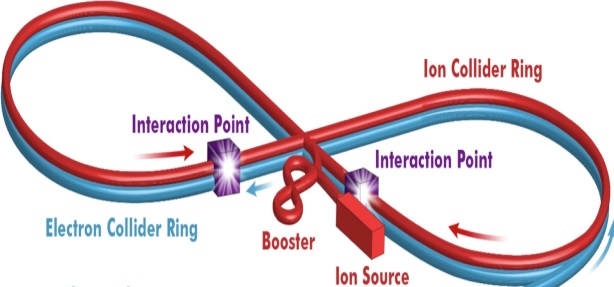 Ion Collider Ring
Interaction Point
Interaction Point
Electron Collider Ring
Booster
Ion Source